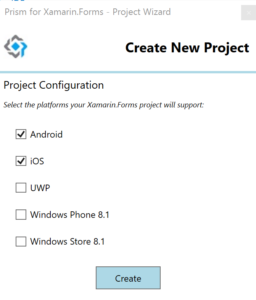 Prism for Xamarin.Forms - Project Wizard
Create New Project
Project Configuration
Select the platforms your Xamarin.Forms project will support:
Android
iOS
UWP
Windows Phone 8.1
Windows Store 8.1
Create